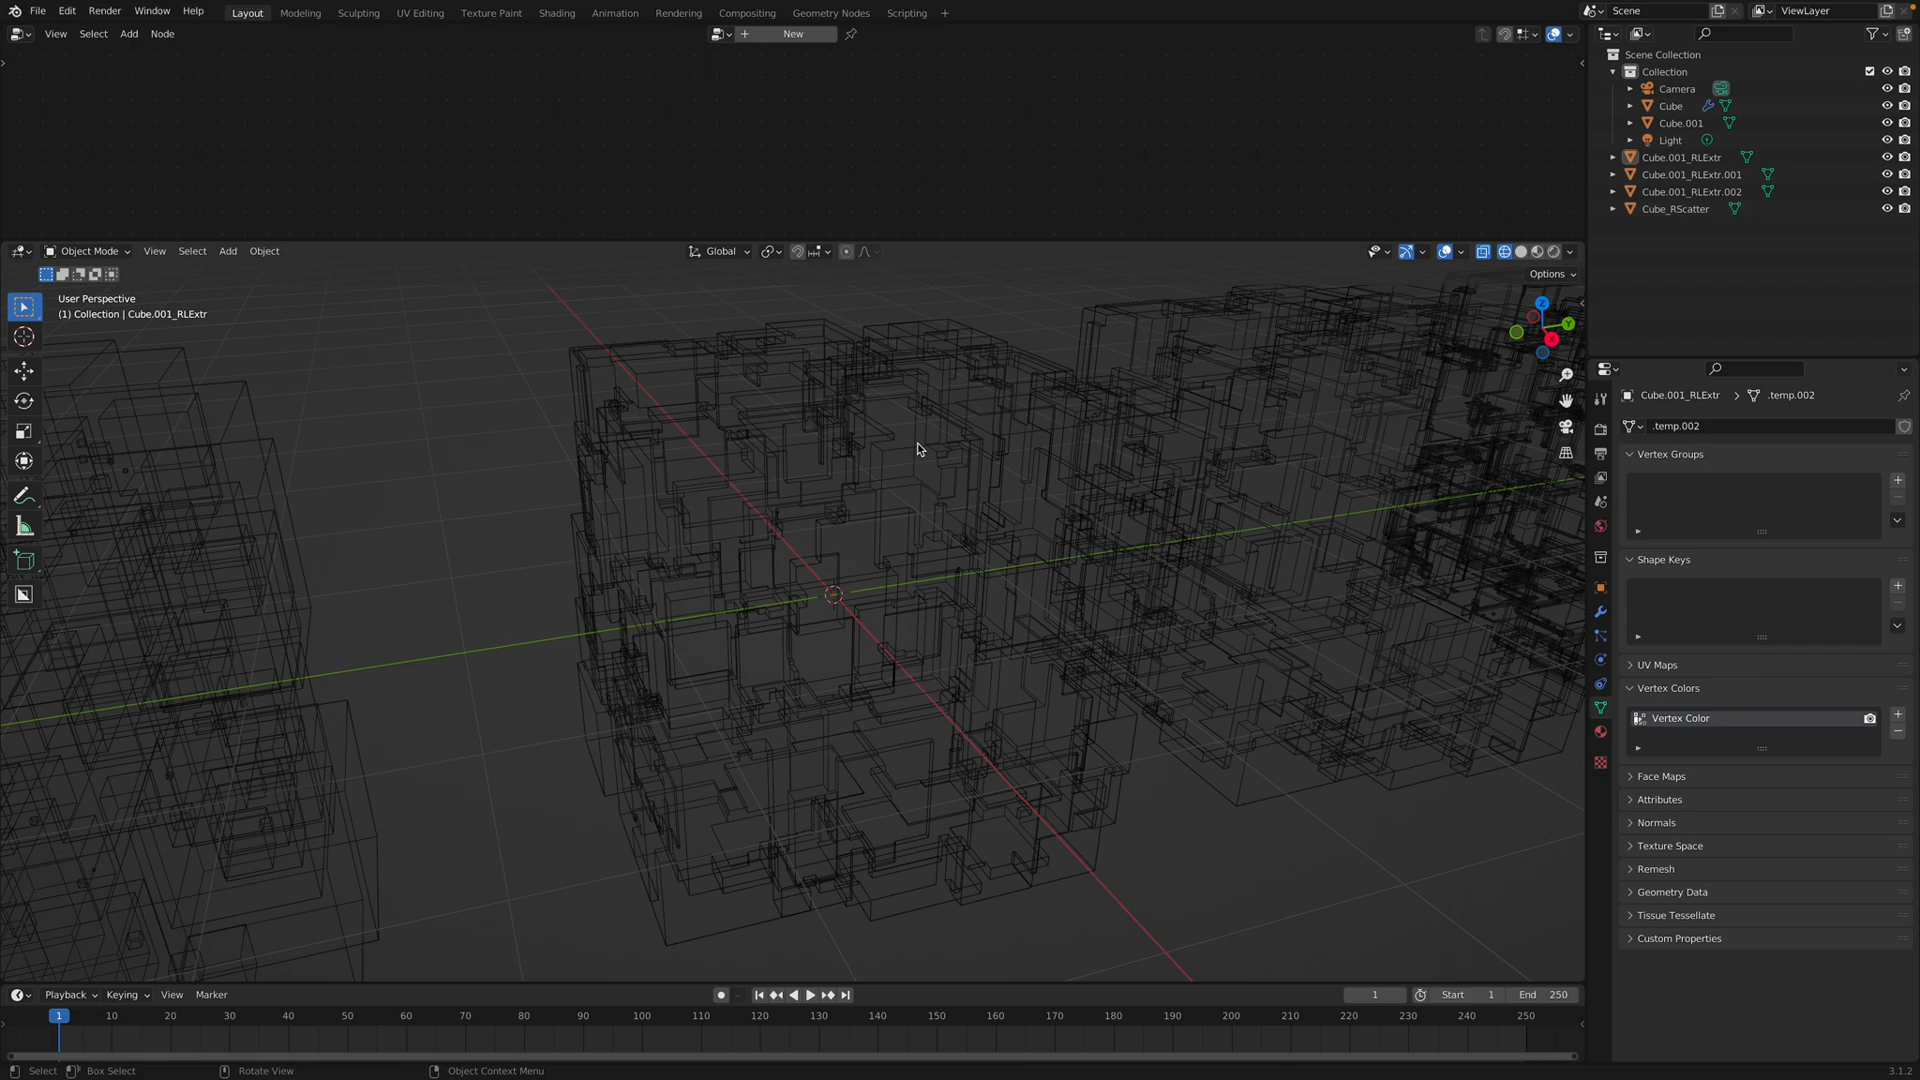 File Edit Render Window Help Layout Modeling Sculpting UV Editing Texture Paint Shading Animation Rendering Compositing Geometry Nodes Scripting + Scene ViewLayer
View Select Add Node + New
Scene Collection
Collection
Camera
Cube
Cube.001
Light
Cube.001_RLExtr
Cube.001_RLExtr.001
Cube.001_RLExtr.002
Cube_RScatter
Object Mode View Select Add Object Global
Options
User Perspective
(1) Collection | Cube.001_RLExtr
Z
Y
X
Cube.001_RLExtr > .temp.002
.temp.002
Vertex Groups
Shape Keys
UV Maps
Vertex Colors
Vertex Color
Face Maps
Attributes
Normals
Texture Space
Remesh
Geometry Data
Tissue Tessellate
Custom Properties
Playback Keying View Marker 1 Start 1 End 250
1 10 20 30 40 50 60 70 80 90 100 110 120 130 140 150 160 170 180 190 200 210 220 230 240 250
Select Box Select Rotate View Object Context Menu 3.1.2